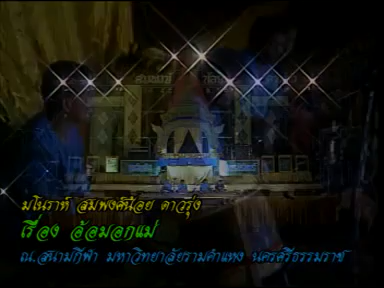 มโนราห์ สมพงศ์น้อย ดาวรุ่ง
เรื่อง อ้อมอกแม่
ณ.สนามกีฬา มหาวิทยาลัยรามคำแหง นครศรีธรรมราช